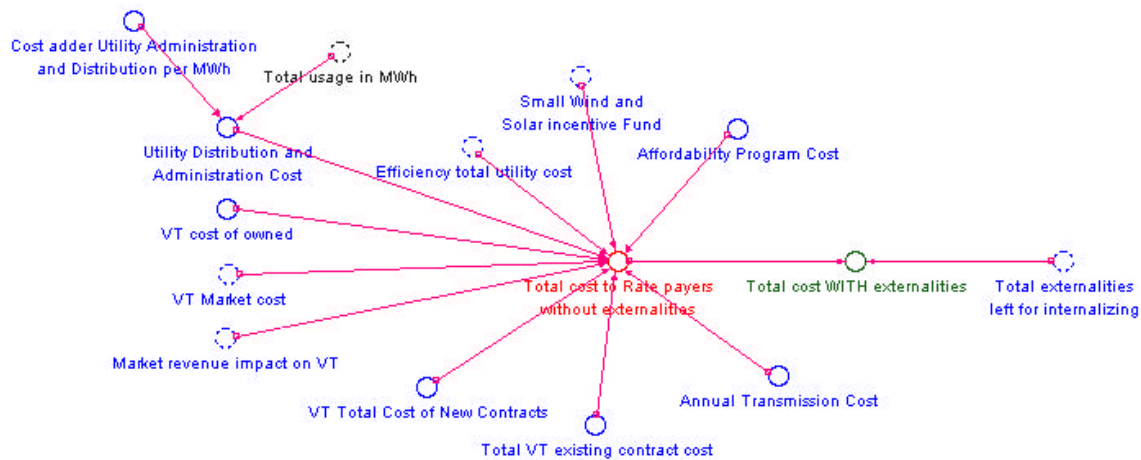 Cost adder Utility Administration
and Distribution per MWh
Total usage in MWh
Small Wind and
Solar incentive Fund
Affordability Program Cost
Utility Distribution and
Administration Cost
Efficiency total utility cost
VT cost of owned
VT Market cost
Total cost to Rate payers
without externalities
Total cost WITH externalities
Total externalities
left for internalizing
Market revenue impact on VT
VT Total Cost of New Contracts
Annual Transmission Cost
Total VT existing contract cost